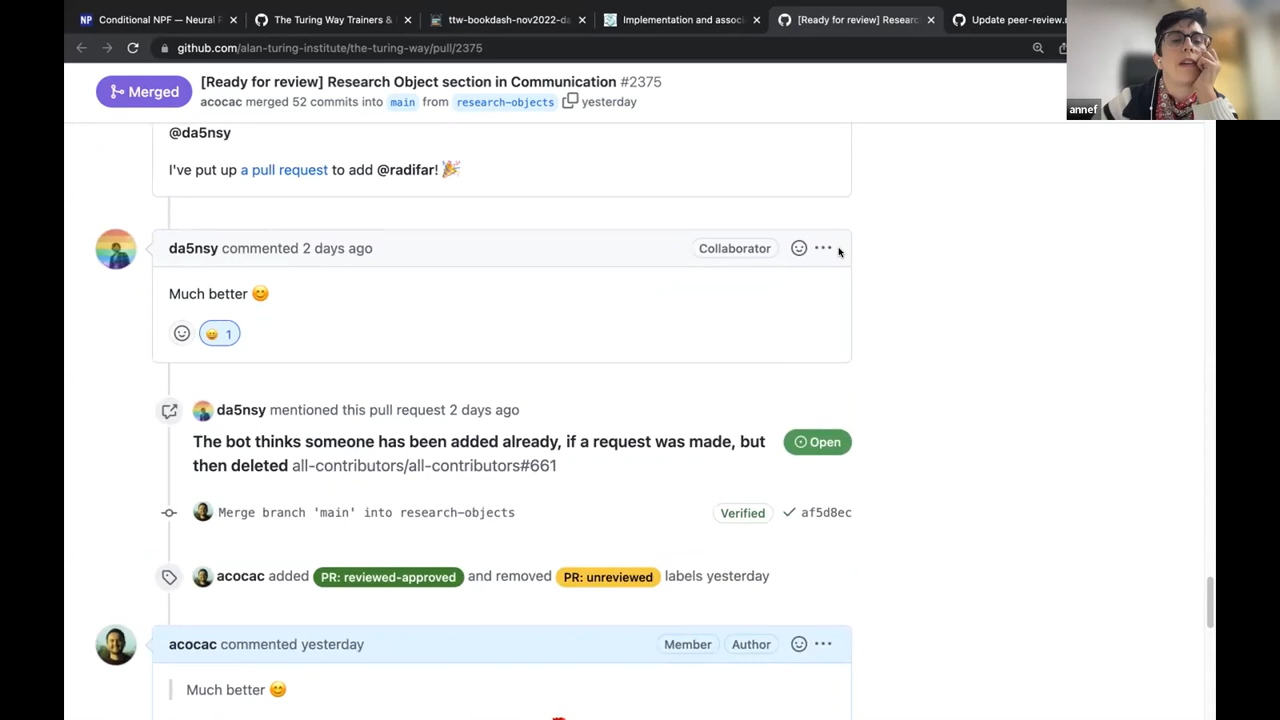 Conditional NPF — Neural P
The Turing Way Trainers &
ttw-bookdash-nov2022-da
Implementation and assoc
[Ready for review] Researc
Update peer-review.m
github.com/alan-turing-institute/the-turing-way/pull/2375
annef
Merged
[Ready for review] Research Object section in Communication #2375
acocac merged 52 commits into main from research-objects yesterday
@da5nsy
I've put up a pull request to add @radifar! 🎉
da5nsy commented 2 days ago
Collaborator
Much better 😊
😄 1
da5nsy mentioned this pull request 2 days ago
The bot thinks someone has been added already, if a request was made, but
then deleted all-contributors/all-contributors#661
Open
Merge branch 'main' into research-objects
Verified
af5d8ec
acocac added PR: reviewed-approved and removed PR: unreviewed labels yesterday
acocac commented yesterday
Member
Author
Much better 😊